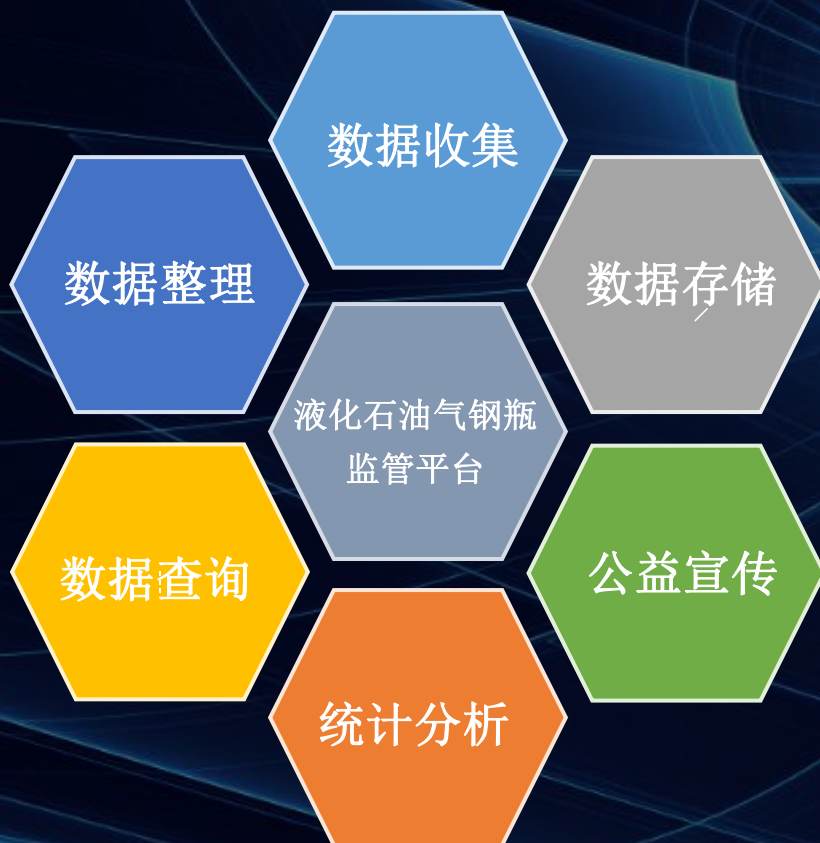 数据收集
数据整理
数据存储
液化石油气钢瓶
监管平台
数据查询
公益宣传
统计分析